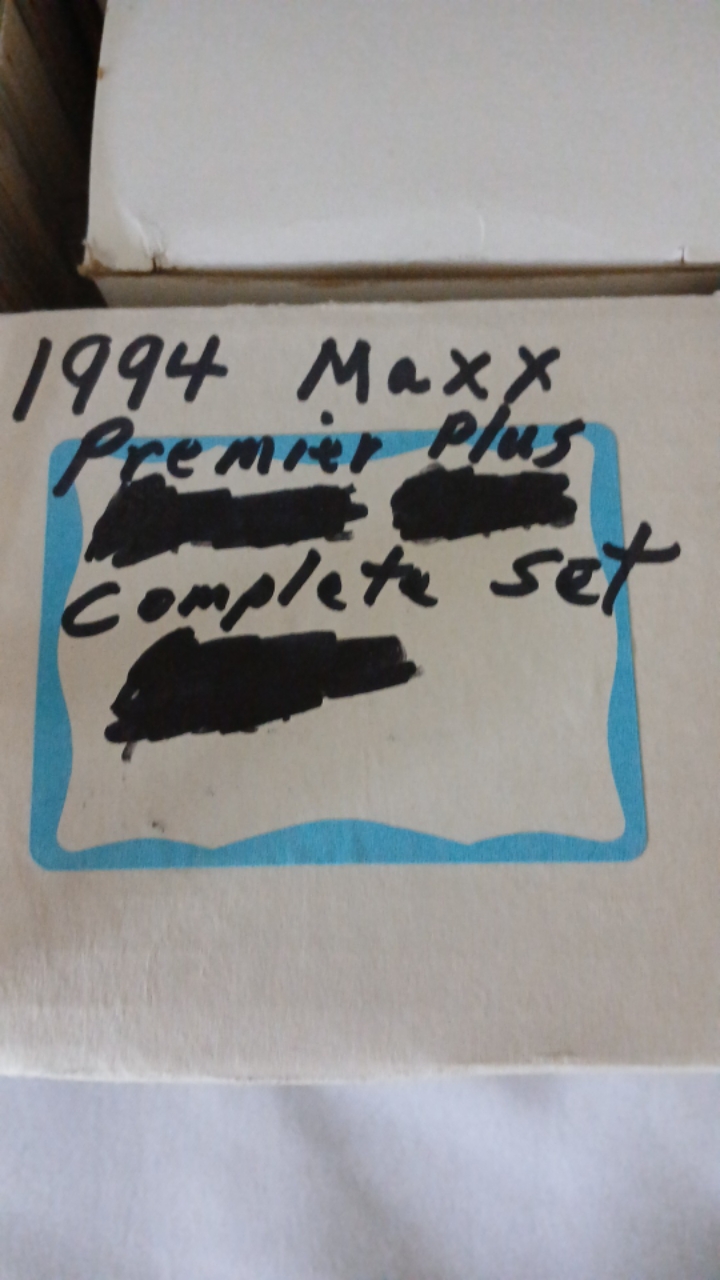 1994 Maxx
Premier Plus
Complete set